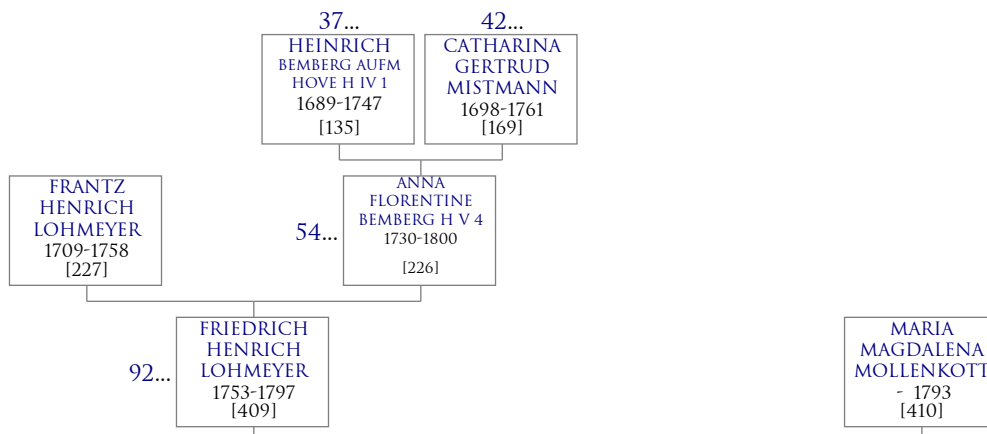 37...
HEINRICH
BEMBERG AUFM
HOVE H IV 1
1689-1747
[135]
42...
CATHARINA
GERTRUD
MISTMANN
1698-1761
[169]
FRANTZ
HENRICH
LOHMEYER
1709-1758
[227]
54...
ANNA
FLORENTINE
BEMBERG H V 4
1730-1800
[226]
92...
FRIEDRICH
HENRICH
LOHMEYER
1753-1797
[409]
MARIA
MAGDALENA
MOLLENKOTT
- 1793
[410]